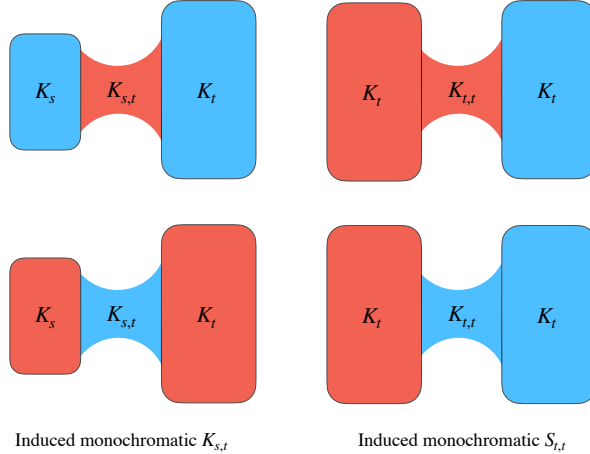 K_s K_{s,t} K_t K_t K_{t,t} K_t
K_s K_{s,t} K_t K_t K_{t,t} K_t
Induced monochromatic K_{s,t} Induced monochromatic S_{t,t}